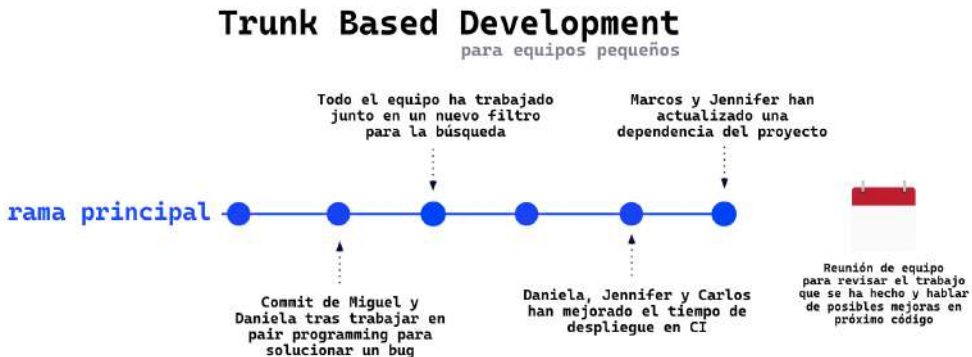 Trunk Based Development
para equipos pequeños
Todo el equipo ha trabajado
junto en un nuevo filtro
para la búsqueda
Marcos y Jennifer han
actualizado una
dependencia del proyecto
rama principal
Commit de Miguel y
Daniela tras trabajar en
pair programming para
solucionar un bug
Daniela, Jennifer y Carlos
han mejorado el tiempo de
despliegue en CI
Reunión de equipo
para revisar el trabajo
que se ha hecho y hablar
de posibles mejoras en
próximo código